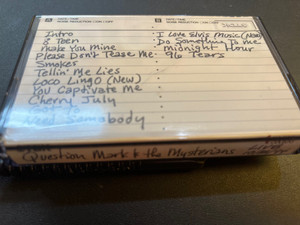 Intro
2 Teen
Make You Mine
Please Don't Tease Me
Smokes
Tellin' Me Lies
Loco Lingo (New)
You Captivate Me
Cherry July
Need Somebody
I Love Elvis Music (New)
Do Something To Me
Midnight Hour
96 Tears
Question Mark & the Mysterians